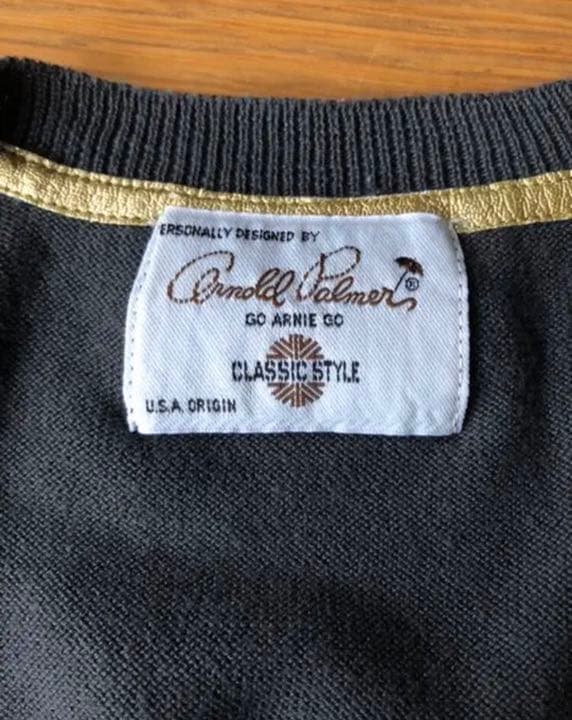 ERSONALLY DESIGNED BY
Arnold Palmer ®
GO ARNIE GO
CLASSIC STYLE
U.S.A. ORIGIN